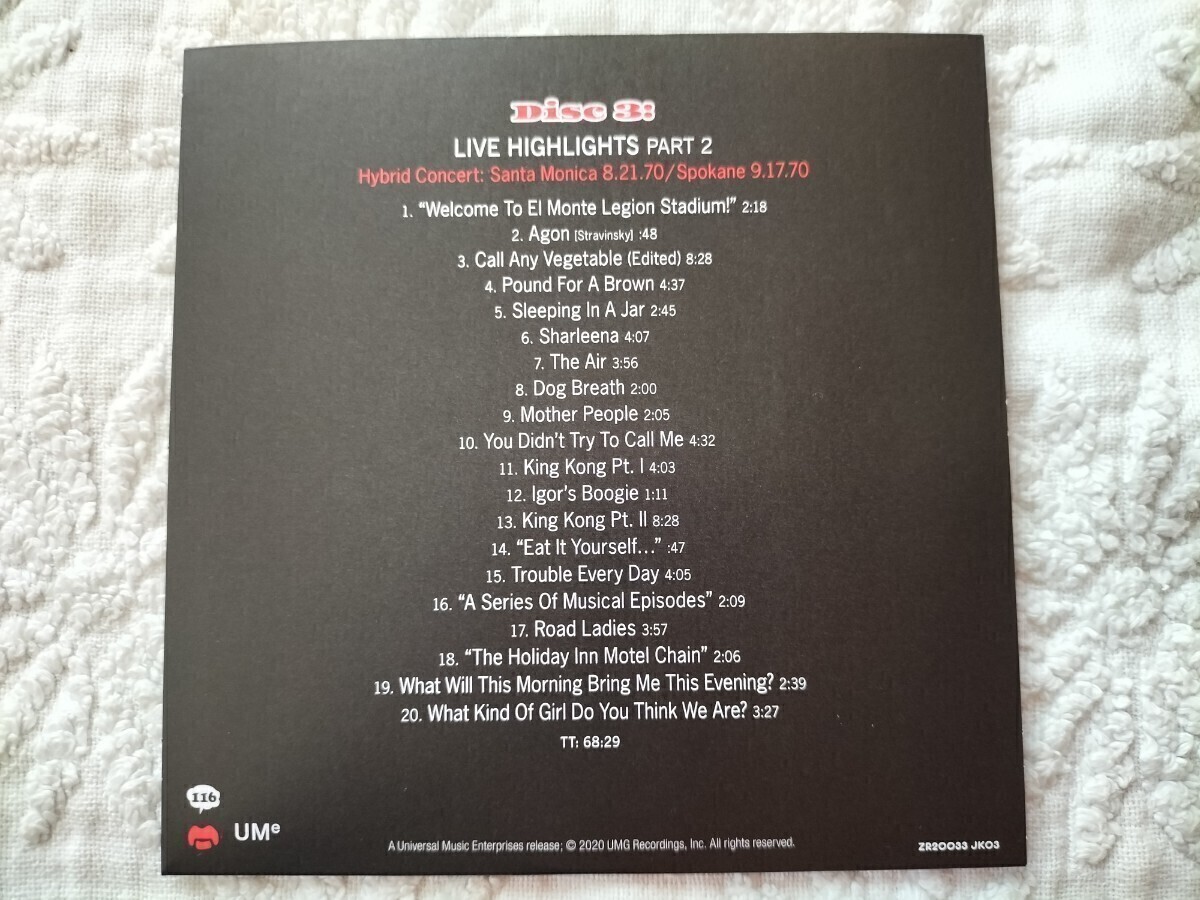 Disc 3:
LIVE HIGHLIGHTS PART 2
Hybrid Concert: Santa Monica 8.21.70/Spokane 9.17.70
1. “Welcome To El Monte Legion Stadium!” 2:18
2. Agon [Stravinsky] :48
3. Call Any Vegetable (Edited) 8:28
4. Pound For A Brown 4:37
5. Sleeping In A Jar 2:45
6. Sharleena 4:07
7. The Air 3:56
8. Dog Breath 2:00
9. Mother People 2:05
10. You Didn’t Try To Call Me 4:32
11. King Kong Pt. I 4:03
12. Igor’s Boogie 1:11
13. King Kong Pt. II 8:28
14. “Eat It Yourself...” :47
15. Trouble Every Day 4:05
16. “A Series Of Musical Episodes” 2:09
17. Road Ladies 3:57
18. “The Holiday Inn Motel Chain” 2:06
19. What Will This Morning Bring Me This Evening? 2:39
20. What Kind Of Girl Do You Think We Are? 3:27
TT: 68:29
116
UMe
A Universal Music Enterprises release; © 2020 UMG Recordings, Inc. All rights reserved.
ZR20033 JK03